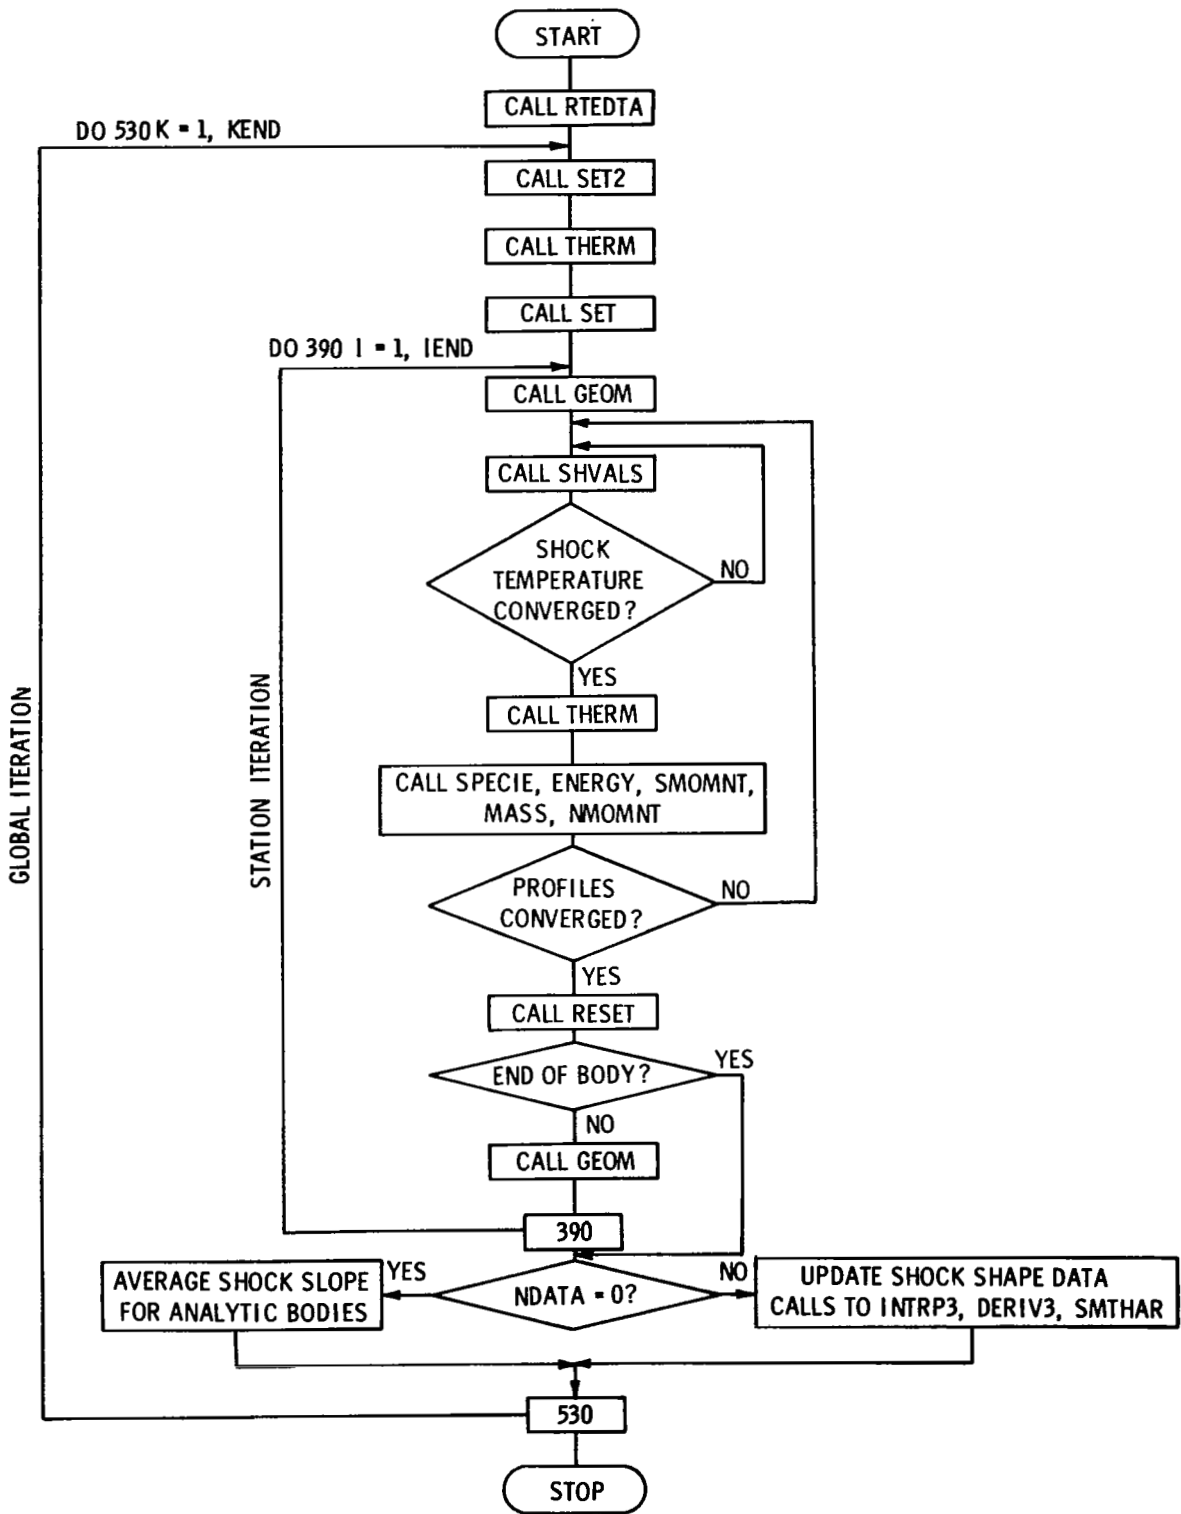 START
CALL RTEDTA
DO 530 K = 1, KEND
CALL SET2
CALL THERM
CALL SET
DO 390 I = 1, IEND
CALL GEOM
CALL SHVALS
SHOCK
TEMPERATURE
CONVERGED?
NO
YES
CALL THERM
GLOBAL ITERATION
STATION ITERATION
CALL SPECIE, ENERGY, SMOMNT,
MASS, NMOMNT
PROFILES
CONVERGED?
NO
YES
CALL RESET
END OF BODY?
YES
NO
CALL GEOM
390
AVERAGE SHOCK SLOPE
FOR ANALYTIC BODIES
YES
NDATA = 0?
NO
UPDATE SHOCK SHAPE DATA
CALLS TO INTRP3, DERIV3, SMTHAR
530
STOP